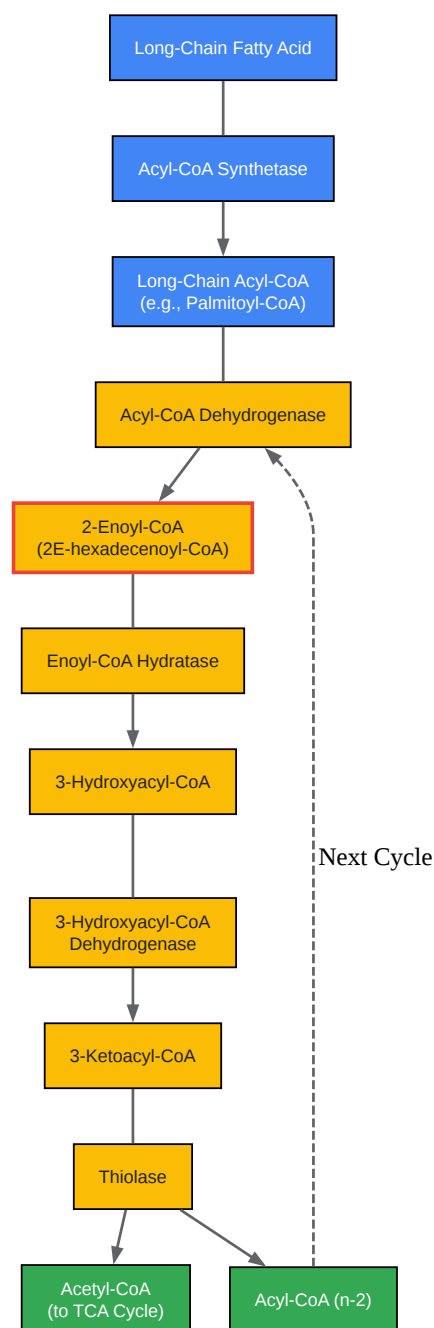 Long-Chain Fatty Acid
Acyl-CoA Synthetase
Long-Chain Acyl-CoA
(e.g., Palmitoyl-CoA)
Acyl-CoA Dehydrogenase
2-Enoyl-CoA
(2E-hexadecenoyl-CoA)
Enoyl-CoA Hydratase
3-Hydroxyacyl-CoA
Next Cycle
3-Hydroxyacyl-CoA
Dehydrogenase
3-Ketoacyl-CoA
Thiolase
Acetyl-CoA
(to TCA Cycle)
Acyl-CoA (n-2)